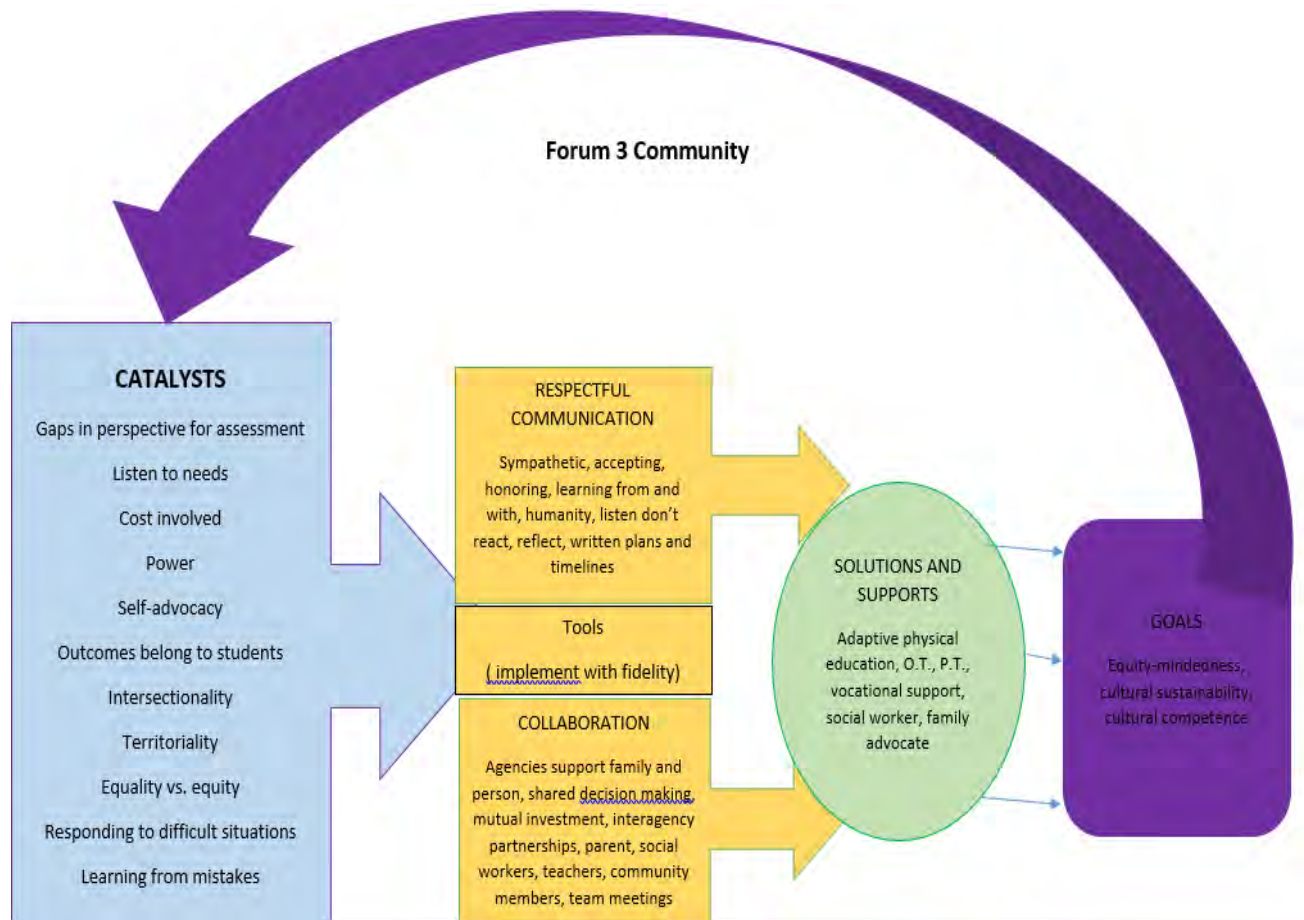 Forum 3 Community
CATALYSTS
Gaps in perspective for assessment
Listen to needs
Cost involved
Power
Self-advocacy
Outcomes belong to students
Intersectionality
Territoriality
Equality vs. equity
Responding to difficult situations
Learning from mistakes
RESPECTFUL
COMMUNICATION
Sympathetic, accepting,
honoring, learning from and
with, humanity, listen don't
react, reflect, written plans and
timelines
Tools
( implement with fidelity)
COLLABORATION
Agencies support family and
person, shared decision making,
mutual investment, interagency
partnerships, parent, social
workers, teachers, community
members, team meetings
SOLUTIONS AND
SUPPORTS
Adaptive physical
education, O.T., P.T.,
vocational support,
social worker, family
advocate
GOALS
Equity-mindedness,
cultural sustainability,
cultural competence